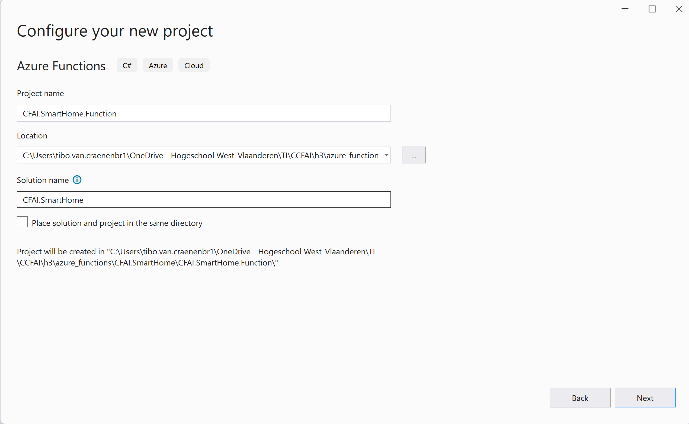 Configure your new project
Azure Functions C# Azure Cloud
Project name
CFAI.SmartHome.Function
Location
C:\Users\tibo.van.craenenbr1\OneDrive - Hogeschool West-Vlaanderen\TI\CCFAI\h3\azure_function
...
Solution name
CFAI.SmartHome
Place solution and project in the same directory
Project will be created in "C:\Users\tibo.van.craenenbr1\OneDrive - Hogeschool West-Vlaanderen\TI
\CCFAI\h3\azure_functions\CFAI.SmartHome\CFAI.SmartHome.Function\"
Back Next